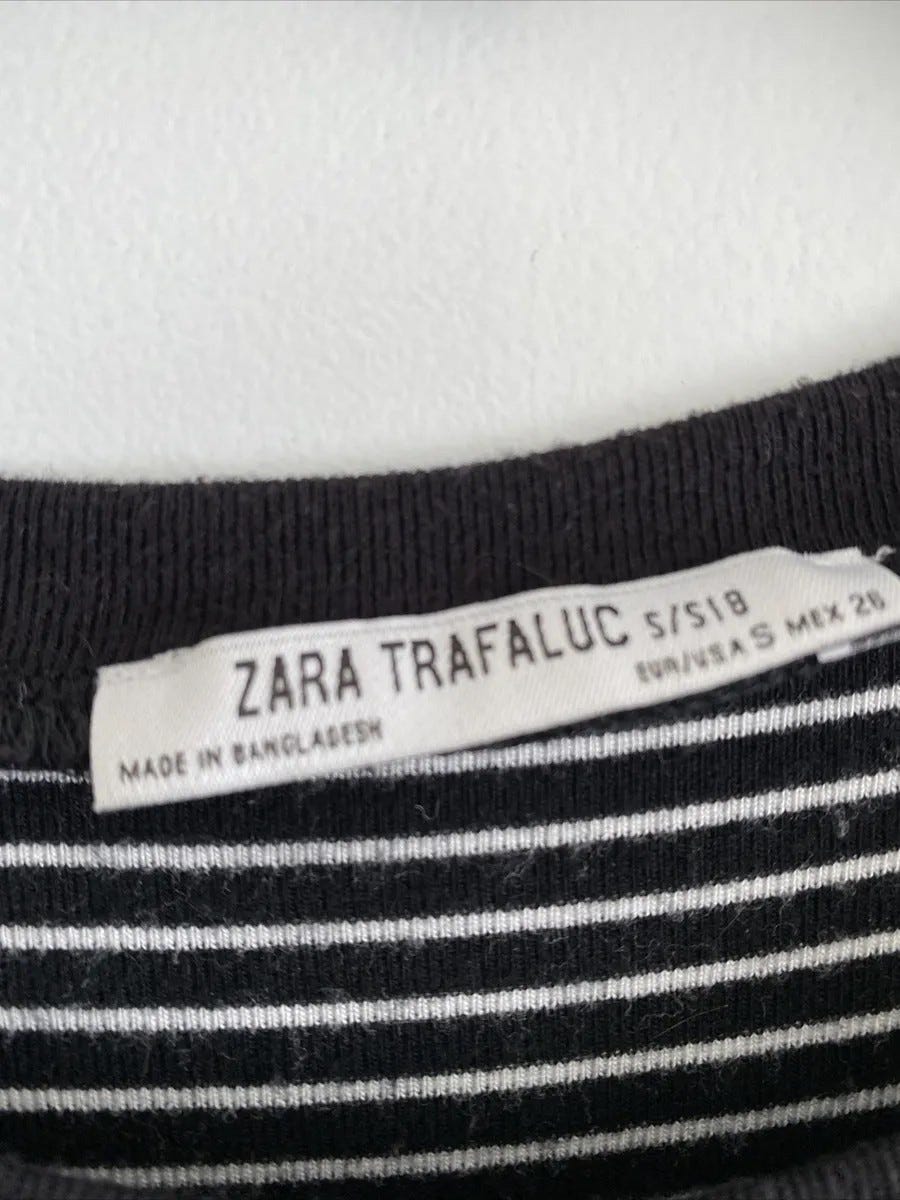 ZARA TRAFALUC S/S18
EUR/USA S MEX 26
MADE IN BANGLADESH